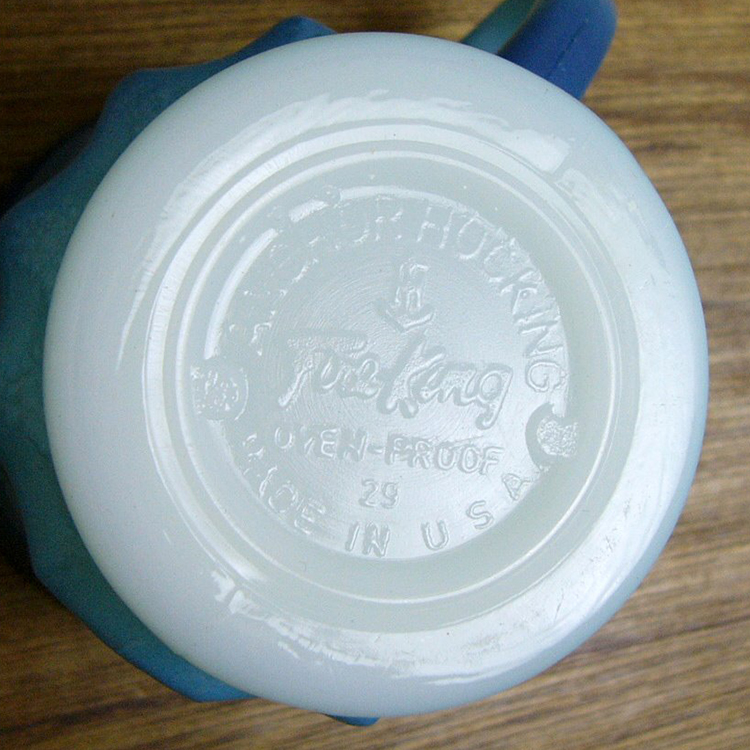 ANCHOR HOCKING
H
Fire King
OVEN-PROOF
29
MADE IN U S A